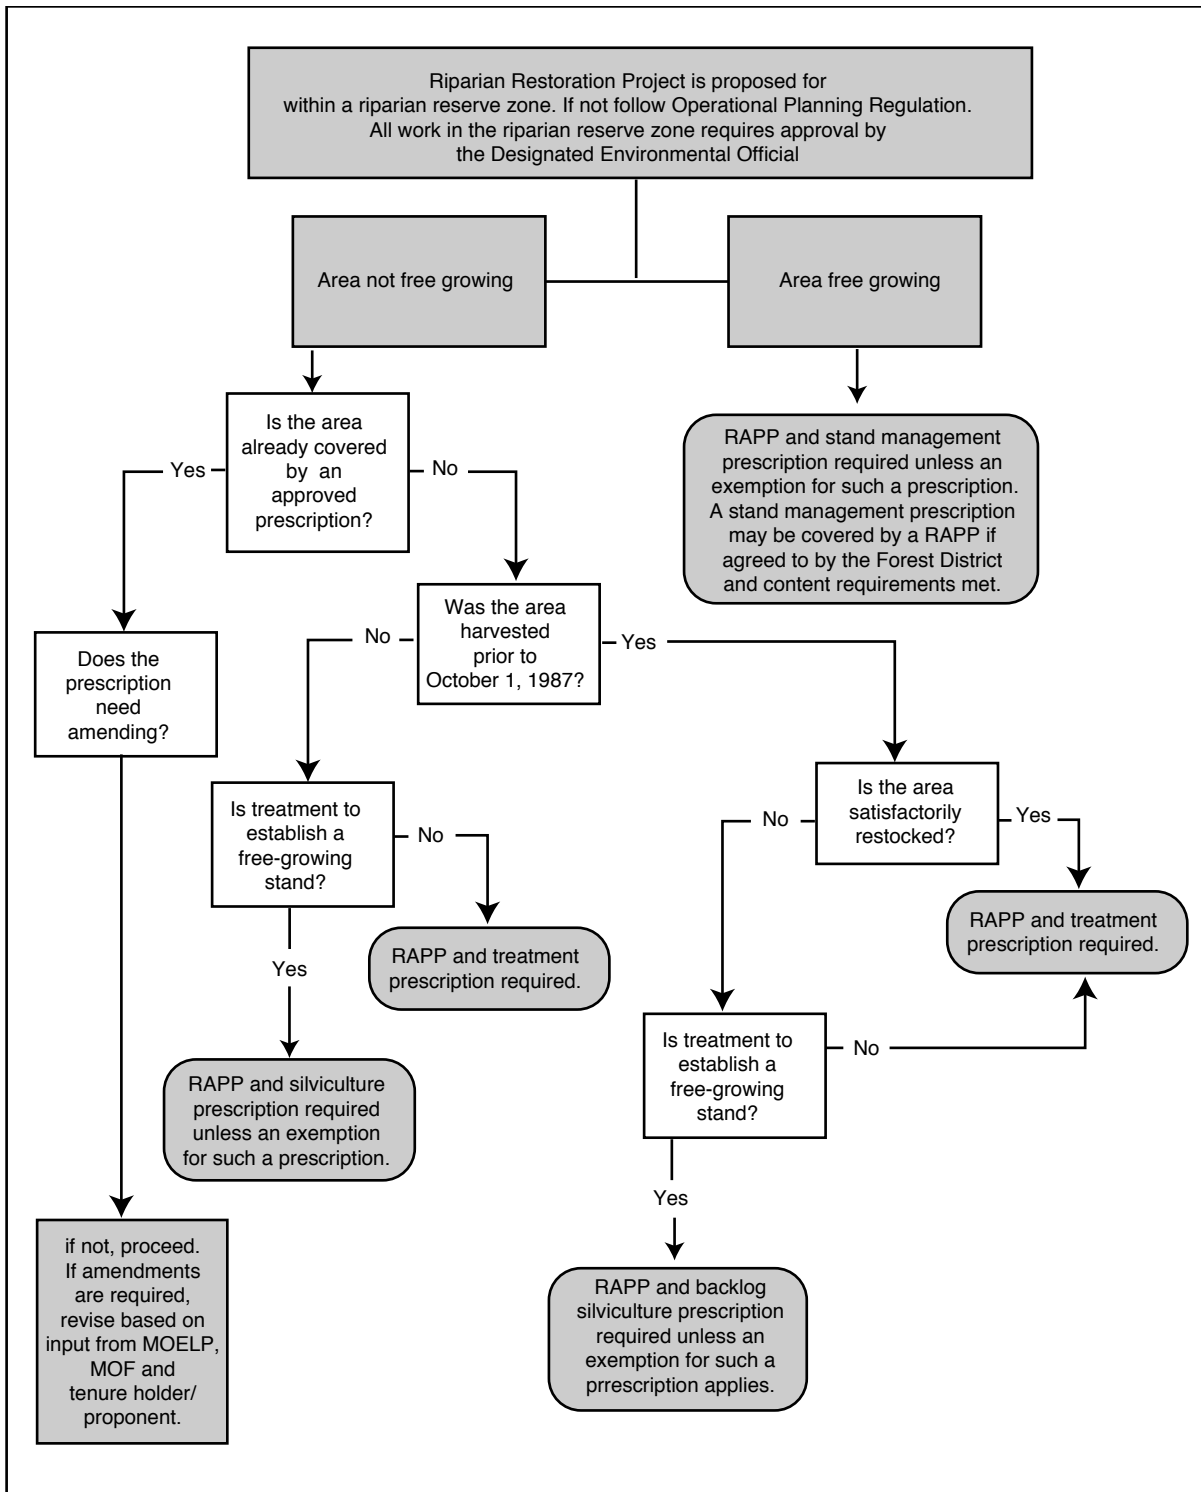 Riparian Restoration Project is proposed for
within a riparian reserve zone. If not follow Operational Planning Regulation.
All work in the riparian reserve zone requires approval by
the Designated Environmental Official
Area not free growing
Area free growing
Is the area
already covered
by an
approved
prescription?
Yes
No
RAPP and stand management
prescription required unless an
exemption for such a prescription.
A stand management prescription
may be covered by a RAPP if
agreed to by the Forest District
and content requirements met.
Was the area
harvested
prior to
October 1, 1987?
No
Yes
Does the
prescription
need
amending?
Is treatment to
establish a
free-growing
stand?
No
Yes
Is the area
satisfactorily
restocked?
No
Yes
RAPP and treatment
prescription required.
RAPP and treatment
prescription required.
Is treatment to
establish a
free-growing
stand?
No
Yes
RAPP and silviculture
prescription required
unless an exemption
for such a prescription.
if not, proceed.
If amendments
are required,
revise based on
input from MOELP,
MOF and
tenure holder/
proponent.
RAPP and backlog
silviculture prescription
required unless an
exemption for such a
prrescription applies.